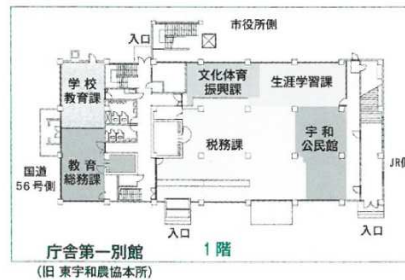 市役所側
入口
文化体育
振興課
生涯学習課
学校
教育課
税務課
宇和
公民館
教育
総務課
国道
56号側
JR側
入口
入口
庁舎第一別館
1階
(旧 東宇和農協本所)